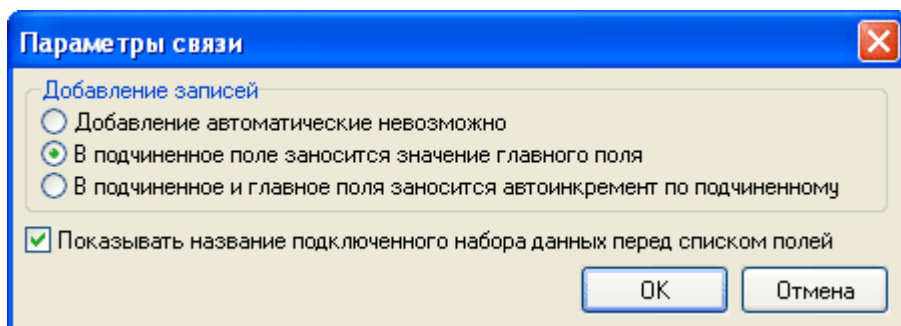 Параметры связи
Добавление записей
Добавление автоматические невозможно
В подчиненное поле заносится значение главного поля
В подчиненное и главное поля заносится автоинкремент по подчиненному
Показывать название подключенного набора данных перед списком полей
OK Отмена